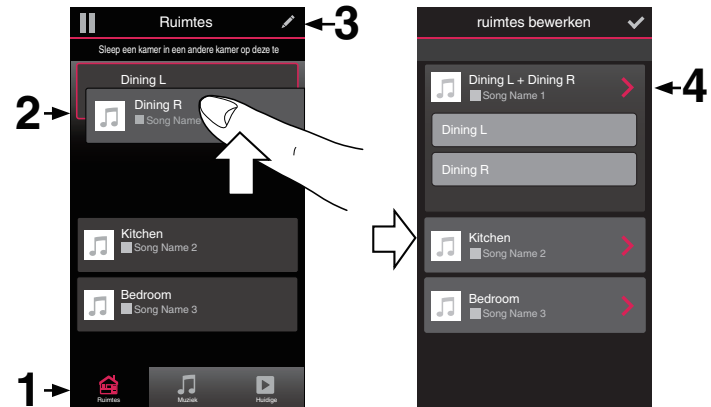 Ruimtes
3
Sleep een kamer in een andere kamer op deze te
Dining L
2
Dining R
Song Name
Kitchen
Song Name 2
Bedroom
Song Name 3
1
Ruimtes
Muziek
Huidige
ruimtes bewerken
Dining L + Dining R
Song Name 1
4
Dining L
Dining R
Kitchen
Song Name 2
Bedroom
Song Name 3